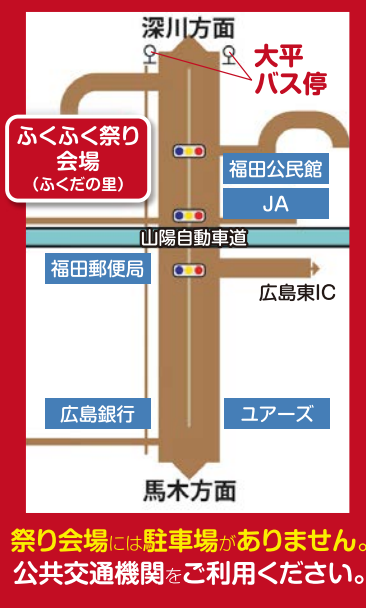 深川方面
大平
バス停
ふくふく祭り
会場
(ふくだの里)
福田公民館
JA
山陽自動車道
福田郵便局
広島東IC
広島銀行
ユアーズ
馬木方面
祭り会場には駐車場がありません。
公共交通機関をご利用ください。